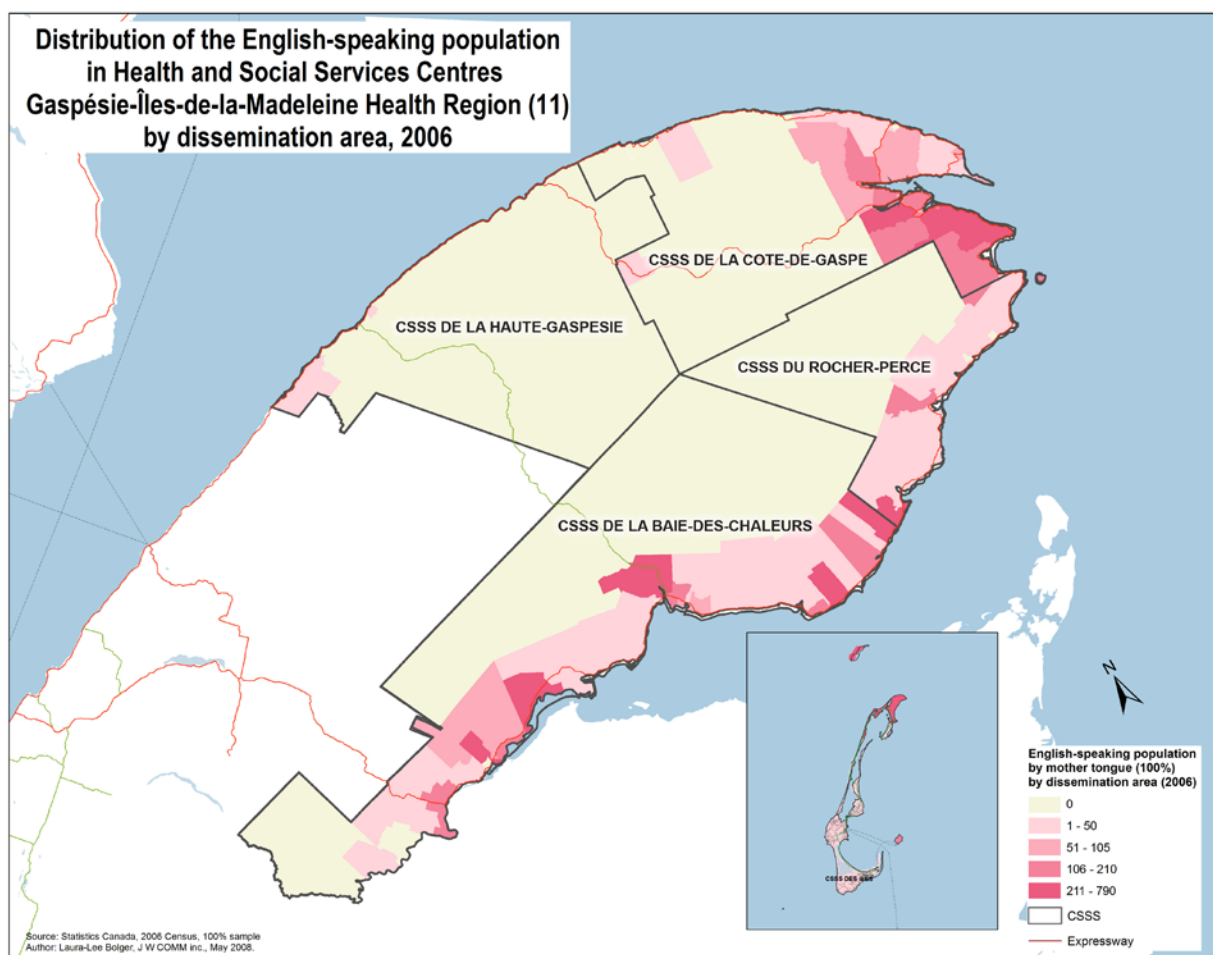 Distribution of the English-speaking population
in Health and Social Services Centres
Gaspésie-Îles-de-la-Madeleine Health Region (11)
by dissemination area, 2006
CSSS DE LA COTE-DE-GASPE
CSSS DE LA HAUTE-GASPESIE
CSSS DU ROCHER-PERCE
CSSS DE LA BAIE-DES-CHALEURS
N
CSSS DES ILES
English-speaking population
by mother tongue (100%)
by dissemination area (2006)
0
1 - 50
51 - 105
106 - 210
211 - 790
CSSS
Expressway
Source: Statistics Canada, 2006 Census, 100% sample
Author: Laura-Lee Bolger, J W COMM inc., May 2008.